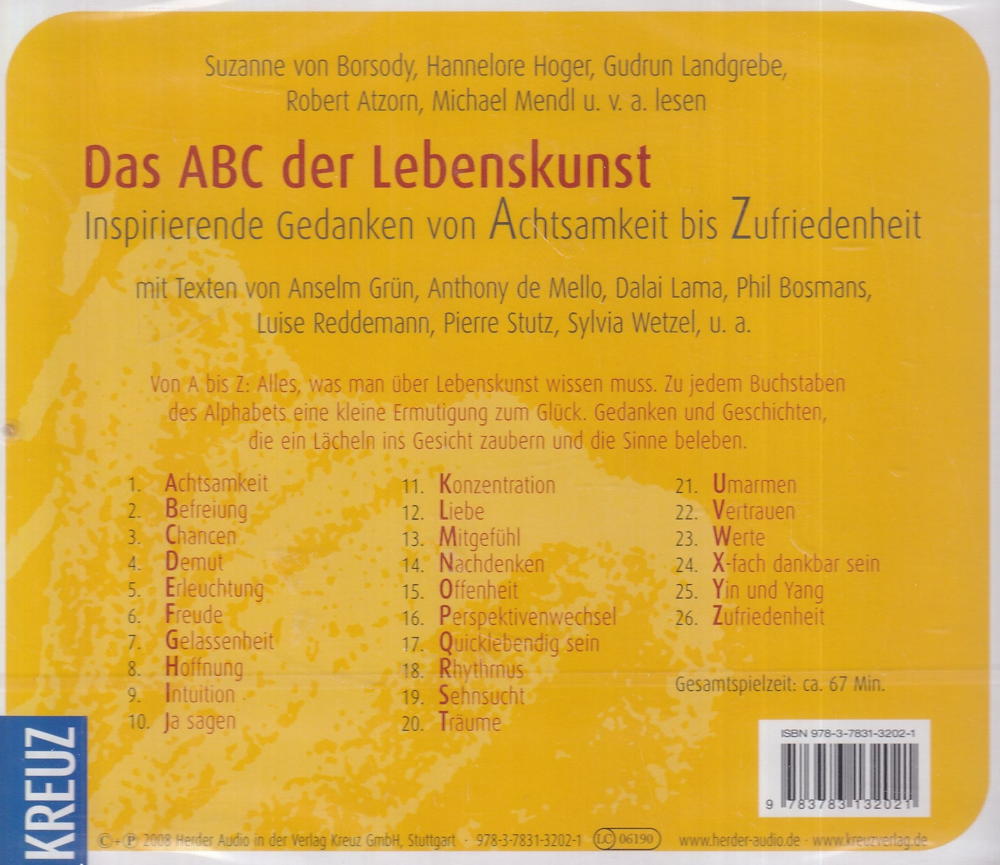 Suzanne von Borsody, Hannelore Hoger, Gudrun Landgrebe,
Robert Atzorn, Michael Mendl u. v. a. lesen
Das ABC der Lebenskunst
Inspirierende Gedanken von Achtsamkeit bis Zufriedenheit
mit Texten von Anselm Grün, Anthony de Mello, Dalai Lama, Phil Bosmans,
Luise Reddemann, Pierre Stutz, Sylvia Wetzel, u. a.
Von A bis Z: Alles, was man über Lebenskunst wissen muss. Zu jedem Buchstaben
des Alphabets eine kleine Ermutigung zum Glück. Gedanken und Geschichten,
die ein Lächeln ins Gesicht zaubern und die Sinne beleben.
1. Achtsamkeit
2. Befreiung
3. Chancen
4. Demut
5. Erleuchtung
6. Freude
7. Gelassenheit
8. Hoffnung
9. Intuition
10. Ja sagen
11. Konzentration
12. Liebe
13. Mitgefühl
14. Nachdenken
15. Offenheit
16. Perspektivenwechsel
17. Quicklebendig sein
18. Rhythmus
19. Sehnsucht
20. Träume
21. Umarmen
22. Vertrauen
23. Werte
24. X-fach dankbar sein
25. Yin und Yang
26. Zufriedenheit
Gesamtspielzeit: ca. 67 Min.
ISBN 978-3-7831-3202-1
9 783783 132021
KREUZ
©+℗ 2008 Herder Audio in der Verlag Kreuz GmbH, Stuttgart · 978-3-7831-3202-1 LC 06190 www.herder-audio.de · www.kreuzverlag.de